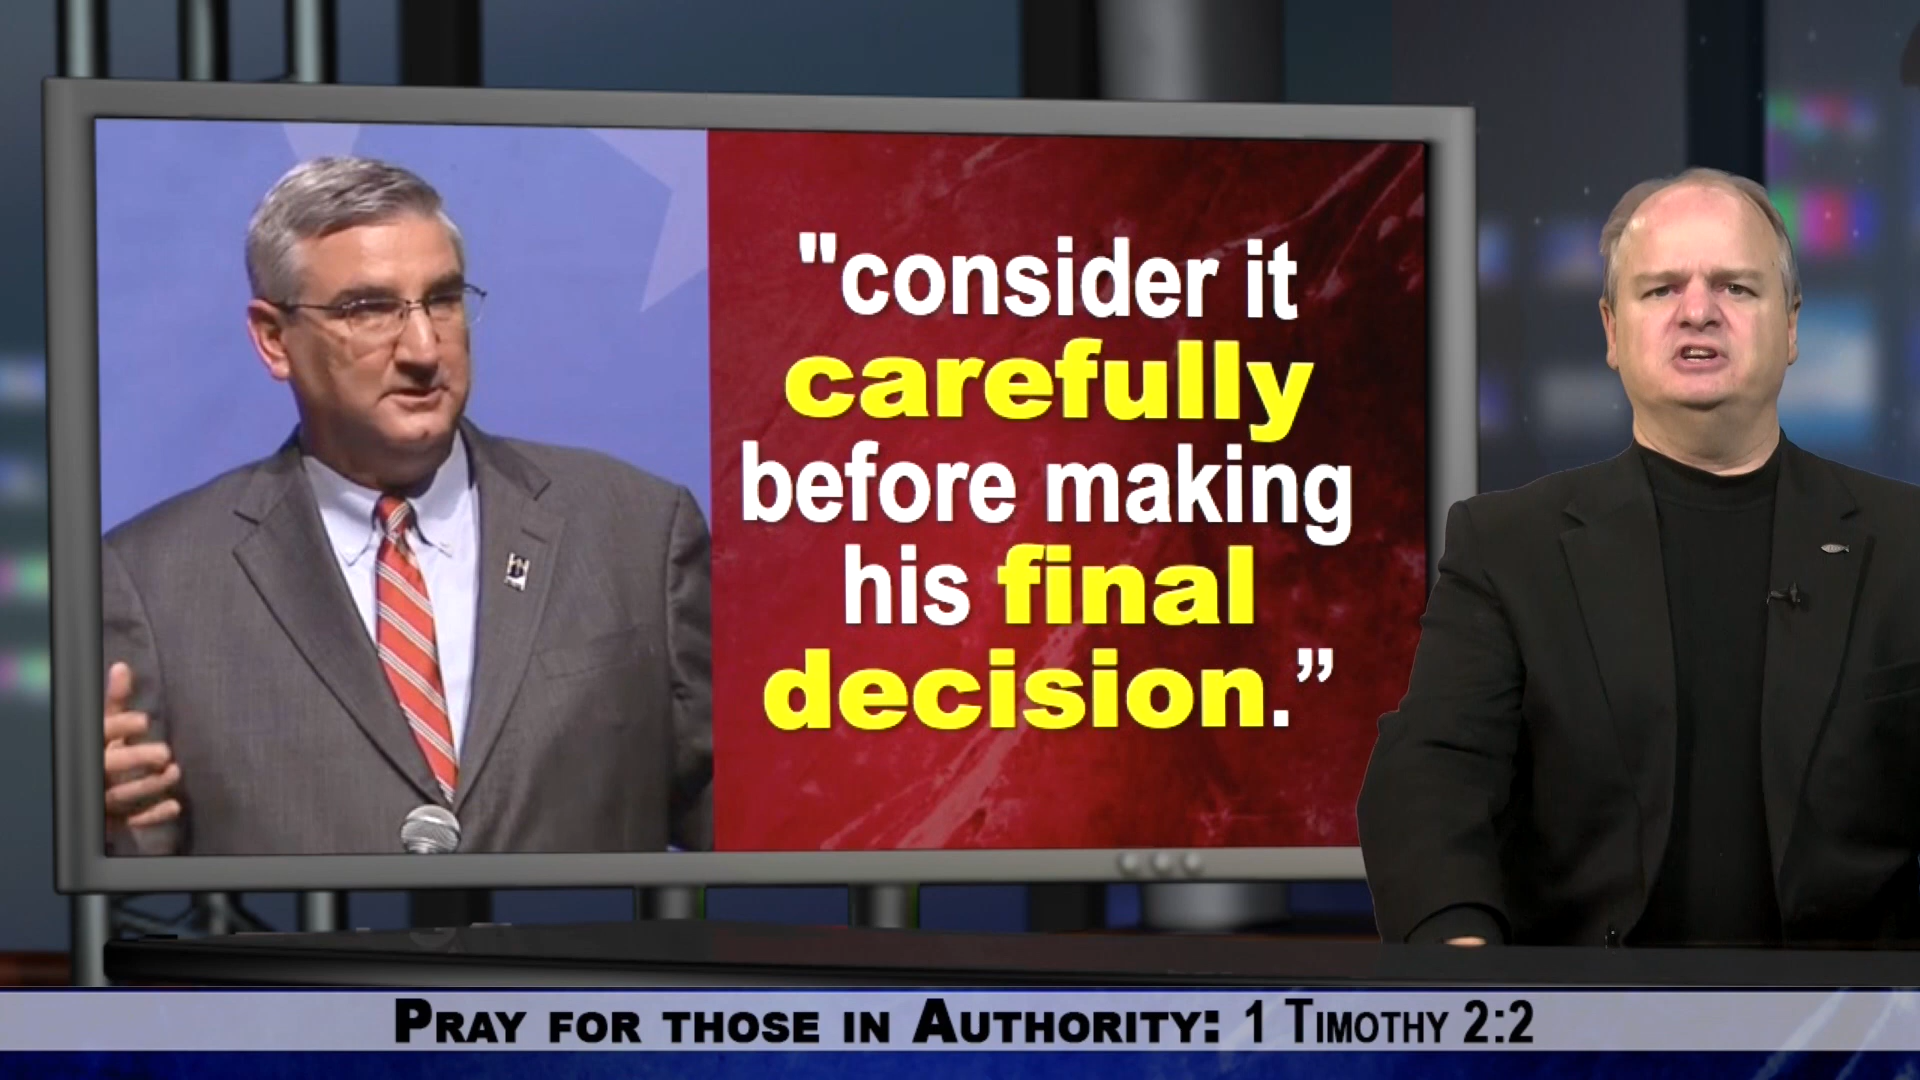 "consider it
carefully
before making
his final
decision.”
PRAY FOR THOSE IN AUTHORITY: 1 TIMOTHY 2:2